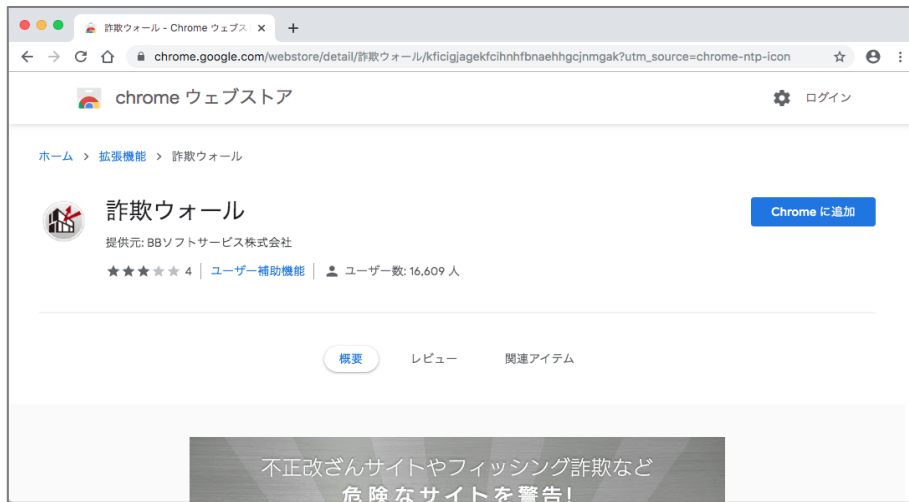 詐欺ウォール - Chrome ウェブス
chrome.google.com/webstore/detail/詐欺ウォール/kficigjagekfcihnhfbnaehhgcjnmgak?utm_source=chrome-ntp-icon
chrome ウェブストア
ログイン
ホーム > 拡張機能 > 詐欺ウォール
詐欺ウォール
Chrome に追加
提供元: BBソフトサービス株式会社
4 ユーザー補助機能 ユーザー数: 16,609 人
概要 レビュー 関連アイテム
不正改ざんサイトやフィッシング詐欺など
危険なサイトを警告!